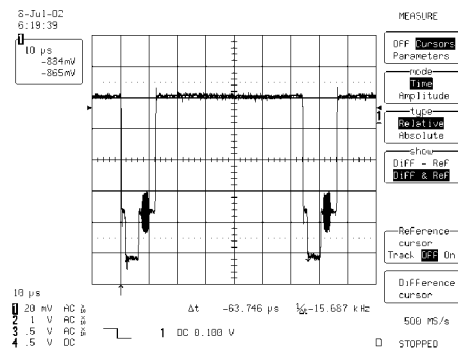 8-Jul-02
6:19:39
1
10 µs
-884mV
-865mV
MEASURE
OFF Cursors
Parameters
mode
Time
Amplitude
type
Relative
Absolute
show
Diff - Ref
Diff & Ref
Reference
cursor
Track OFF On
Difference
cursor
1
10 µs
1 20 mV AC
2 1 V AC
3 .5 V AC
4 .5 V DC
Δt -63.746 µs 1/Δt -15.687 kHz
1 DC 0.100 V
500 MS/s
STOPPED